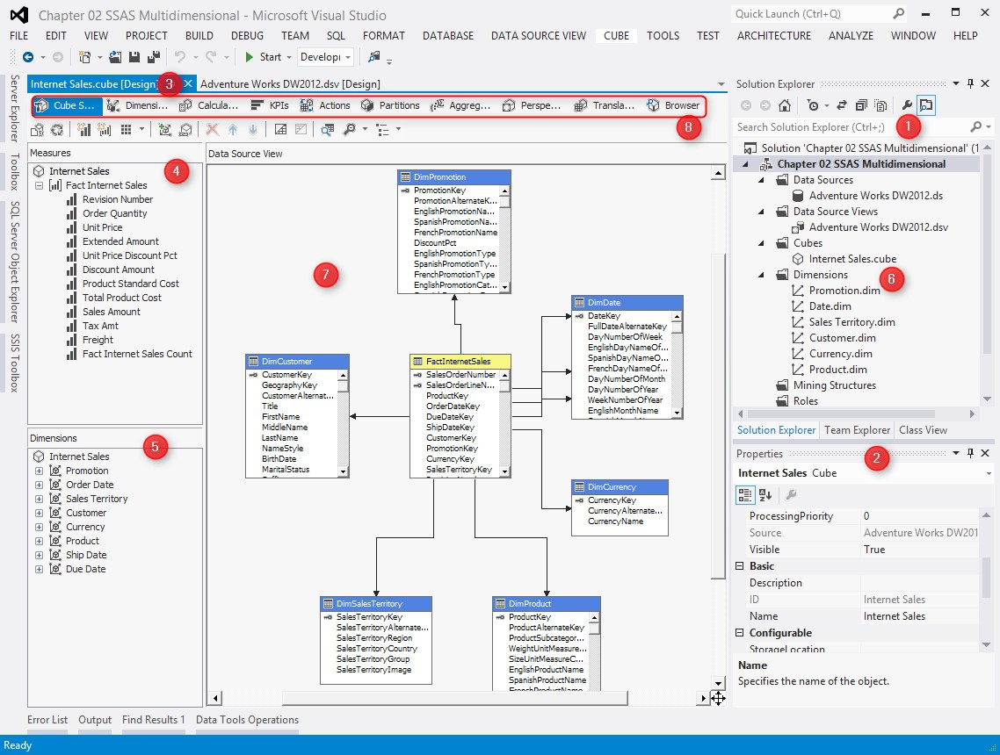 Chapter 02 SSAS Multidimensional - Microsoft Visual Studio
Quick Launch (Ctrl+Q)
FILE EDIT VIEW PROJECT BUILD DEBUG TEAM SQL FORMAT DATABASE DATA SOURCE VIEW CUBE TOOLS TEST ARCHITECTURE ANALYZE WINDOW HELP
Start Develop
Server Explorer
Toolbox
SQL Server Object Explorer
SSIS Toolbox
Internet Sales.cube [Design] 3 Adventure Works DW2012.dsv [Design]
Cube S... Dimensi... Calcula... KPIs Actions Partitions Aggreg... Perspe... Transla... Browser
8
Measures
4
Internet Sales
Fact Internet Sales
Revision Number
Order Quantity
Unit Price
Extended Amount
Unit Price Discount Pct
Discount Amount
Product Standard Cost
Total Product Cost
Sales Amount
Tax Amt
Freight
Fact Internet Sales Count
Dimensions
5
Internet Sales
Promotion
Order Date
Sales Territory
Customer
Currency
Product
Ship Date
Due Date
Data Source View
7
DimPromotion
PromotionKey
PromotionAlternateK...
EnglishPromotionNa...
SpanishPromotionNa...
FrenchPromotionName
DiscountPct
EnglishPromotionType
SpanishPromotionTy...
FrenchPromotionType
EnglishPromotionCat...
DimDate
DateKey
FullDateAlternateKey
DayNumberOfWeek
EnglishDayNameO...
SpanishDayNameO...
FrenchDayNameOf...
DayNumberOfMonth
DayNumberOfYear
WeekNumberOfYear
EnglishMonthName
DimCustomer
CustomerKey
GeographyKey
CustomerAlternat...
Title
FirstName
MiddleName
LastName
NameStyle
BirthDate
MaritalStatus
FactInternetSales
SalesOrderNumber
SalesOrderLineN...
ProductKey
OrderDateKey
DueDateKey
ShipDateKey
CustomerKey
PromotionKey
CurrencyKey
SalesTerritoryKey
DimCurrency
CurrencyKey
CurrencyAlternate...
CurrencyName
DimSalesTerritory
SalesTerritoryKey
SalesTerritoryAlternate...
SalesTerritoryRegion
SalesTerritoryCountry
SalesTerritoryGroup
SalesTerritoryImage
DimProduct
ProductKey
ProductAlternateKey
ProductSubcategor...
WeightUnitMeasure...
SizeUnitMeasureC...
EnglishProductName
SpanishProductName
FrenchProductName
Solution Explorer
Search Solution Explorer (Ctrl+;)
1
Solution 'Chapter 02 SSAS Multidimensional' (1
Chapter 02 SSAS Multidimensional
Data Sources
Adventure Works DW2012.ds
Data Source Views
Adventure Works DW2012.dsv
Cubes
Internet Sales.cube
Dimensions
6
Promotion.dim
Date.dim
Sales Territory.dim
Customer.dim
Currency.dim
Product.dim
Mining Structures
Roles
Solution Explorer Team Explorer Class View
Properties
2
Internet Sales Cube
ProcessingPriority 0
Source Adventure Works DW201
Visible True
Basic
Description
ID Internet Sales
Name Internet Sales
Configurable
StorageLocation
Name
Specifies the name of the object.
Error List Output Find Results 1 Data Tools Operations
Ready